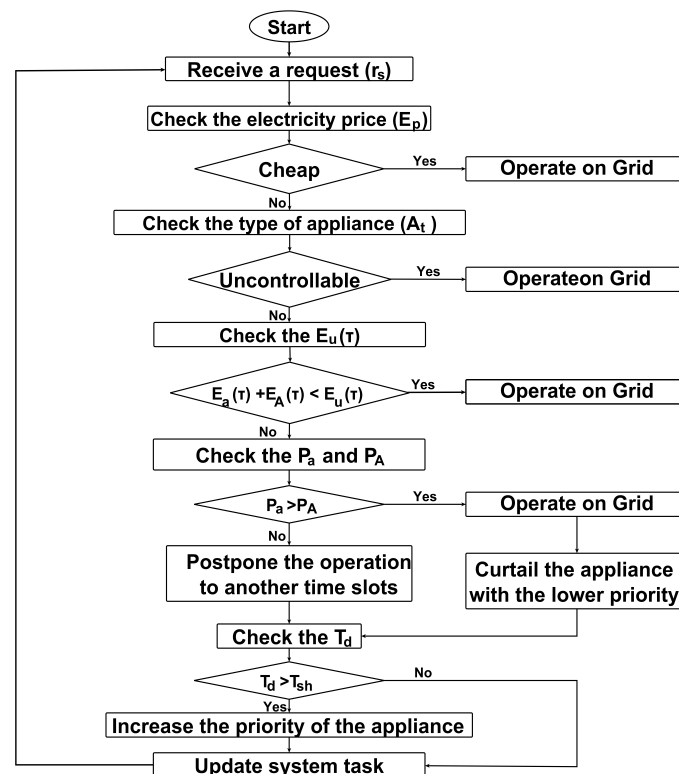 Start
Receive a request (rs)
Check the electricity price (Ep)
Cheap
Yes
Operate on Grid
No
Check the type of appliance (At )
Uncontrollable
Yes
Operateon Grid
No
Check the Eu(τ)
Ea(τ) +EA(τ) < Eu(τ)
Yes
Operate on Grid
No
Check the Pa and PA
Pa >PA
Yes
Operate on Grid
No
Postpone the operation
to another time slots
Curtail the appliance
with the lower priority
Check the Td
Td >Tsh
No
Yes
Increase the priority of the appliance
Update system task